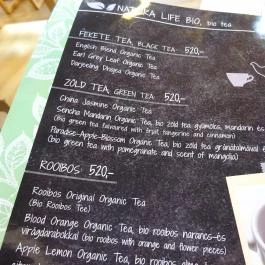 NATURA LIFE BIO, bio tea
FEKETE TEA, BLACK TEA: 520,-
English Blend Organic Tea
Earl Grey Leaf Organic Tea
Darjeeling Organic Tea
ZÖLD TEA, GREEN TEA: 520,-
China Jasmine Organic Tea
Sencha Mandarin Organic Tea, bio zöld tea gyömölcs, mandarin és
(Bio green tea flavoured with fruit, tangerine and cinnamon)
Paradise-Apple-Blossom Organic Tea, bio zöld tea gránátalmával é
(bio green tea with pomegranate and scent of mangolia)
ROOIBOS: 520,-
Rooibos Original Organic Tea
(Bio Rooibos Tee)
Blood Orange Organic Tea, bio rooibos narancs-és
virágdarabokkal (bio rooibos with orange and flower pieces)
Apple Lemon Organic Tea, bio rooibos